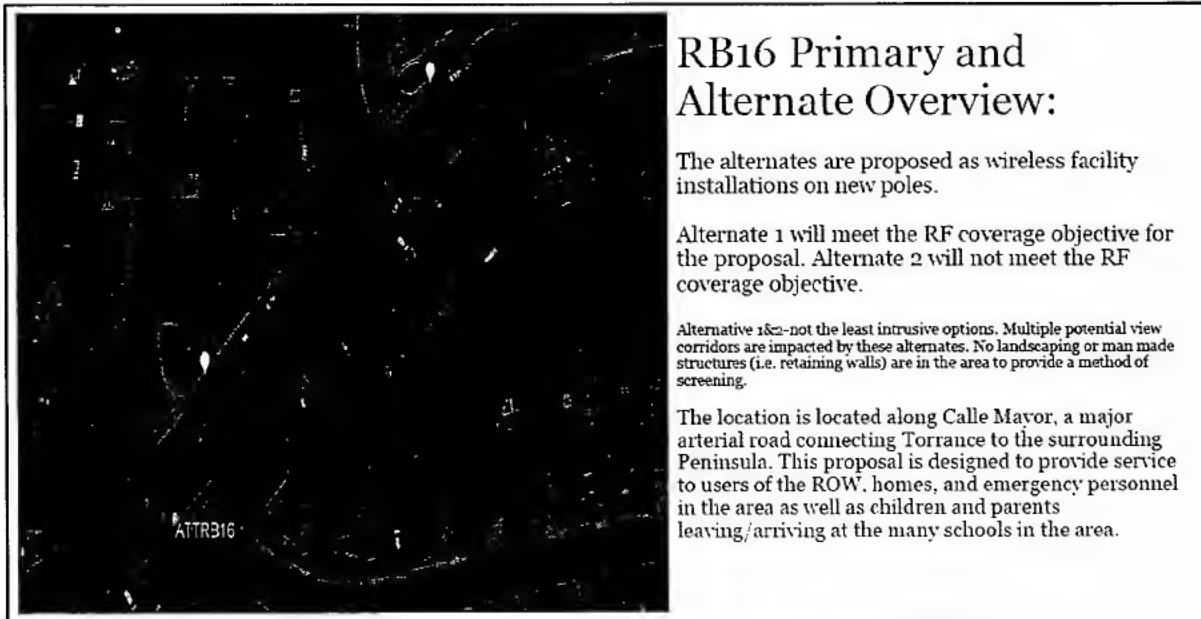 RB16 Primary and
Alternate Overview:
The alternates are proposed as wireless facility
installations on new poles.
Alternate 1 will meet the RF coverage objective for
the proposal. Alternate 2 will not meet the RF
coverage objective.
Alternative 1&2-not the least intrusive options. Multiple potential view
corridors are impacted by these alternates. No landscaping or man made
structures (i.e. retaining walls) are in the area to provide a method of
screening.
The location is located along Calle Mayor, a major
arterial road connecting Torrance to the surrounding
Peninsula. This proposal is designed to provide service
to users of the ROW, homes, and emergency personnel
in the area as well as children and parents
leaving/arriving at the many schools in the area.
ATTRB16